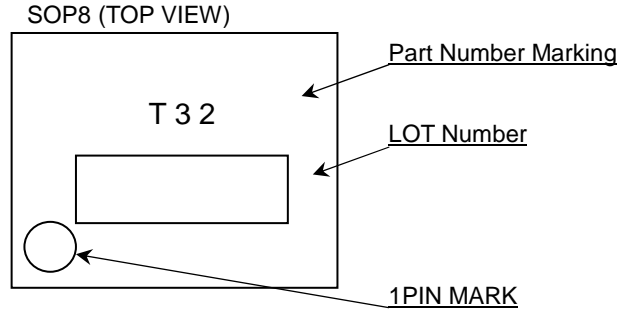 SOP8 (TOP VIEW)
Part Number Marking
T 3 2
LOT Number
1PIN MARK